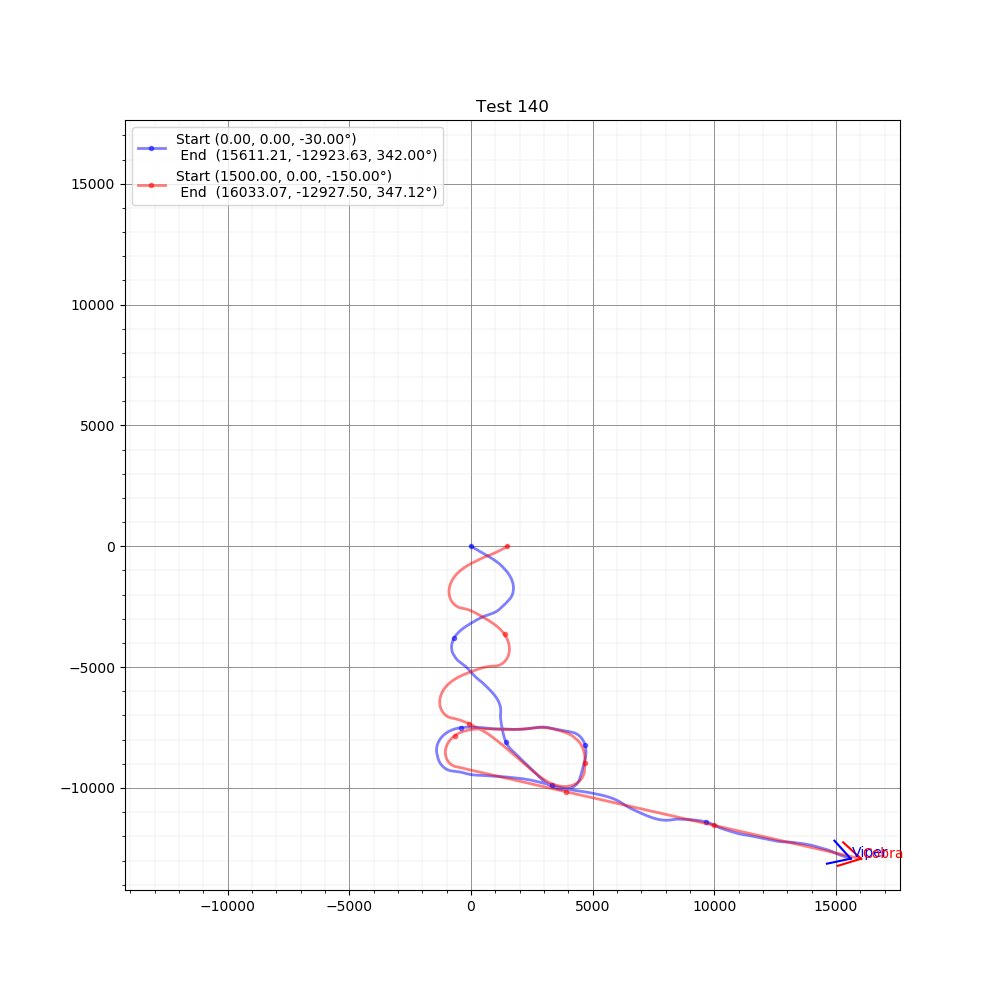 Test 140
Start (0.00, 0.00, -30.00°)
End (15611.21, -12923.63, 342.00°)
Start (1500.00, 0.00, -150.00°)
End (16033.07, -12927.50, 347.12°)
15000
10000
5000
0
−5000
−10000
Viper
Cobra
−10000 −5000 0 5000 10000 15000